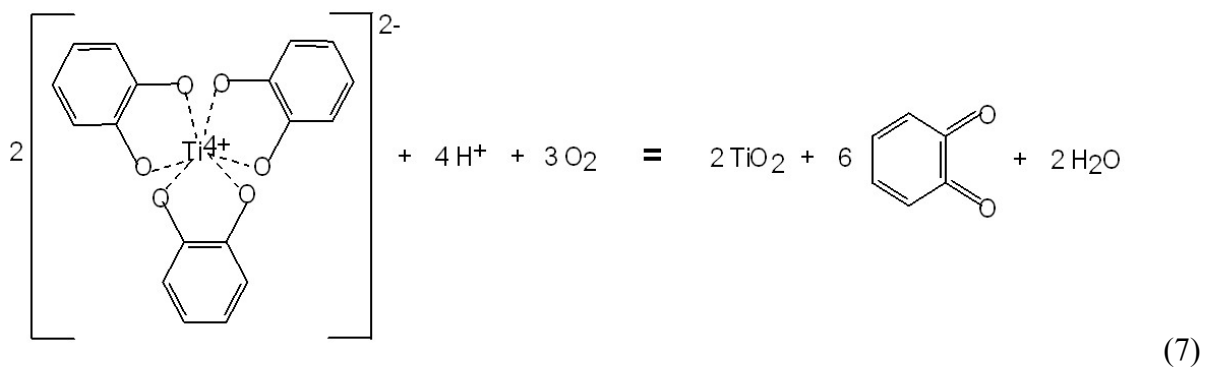 2-
O O O
O Ti4+ O
O O
2 + 4 H+ + 3 O2 = 2 TiO2 + 6 + 2 H2O
O
O
(7)